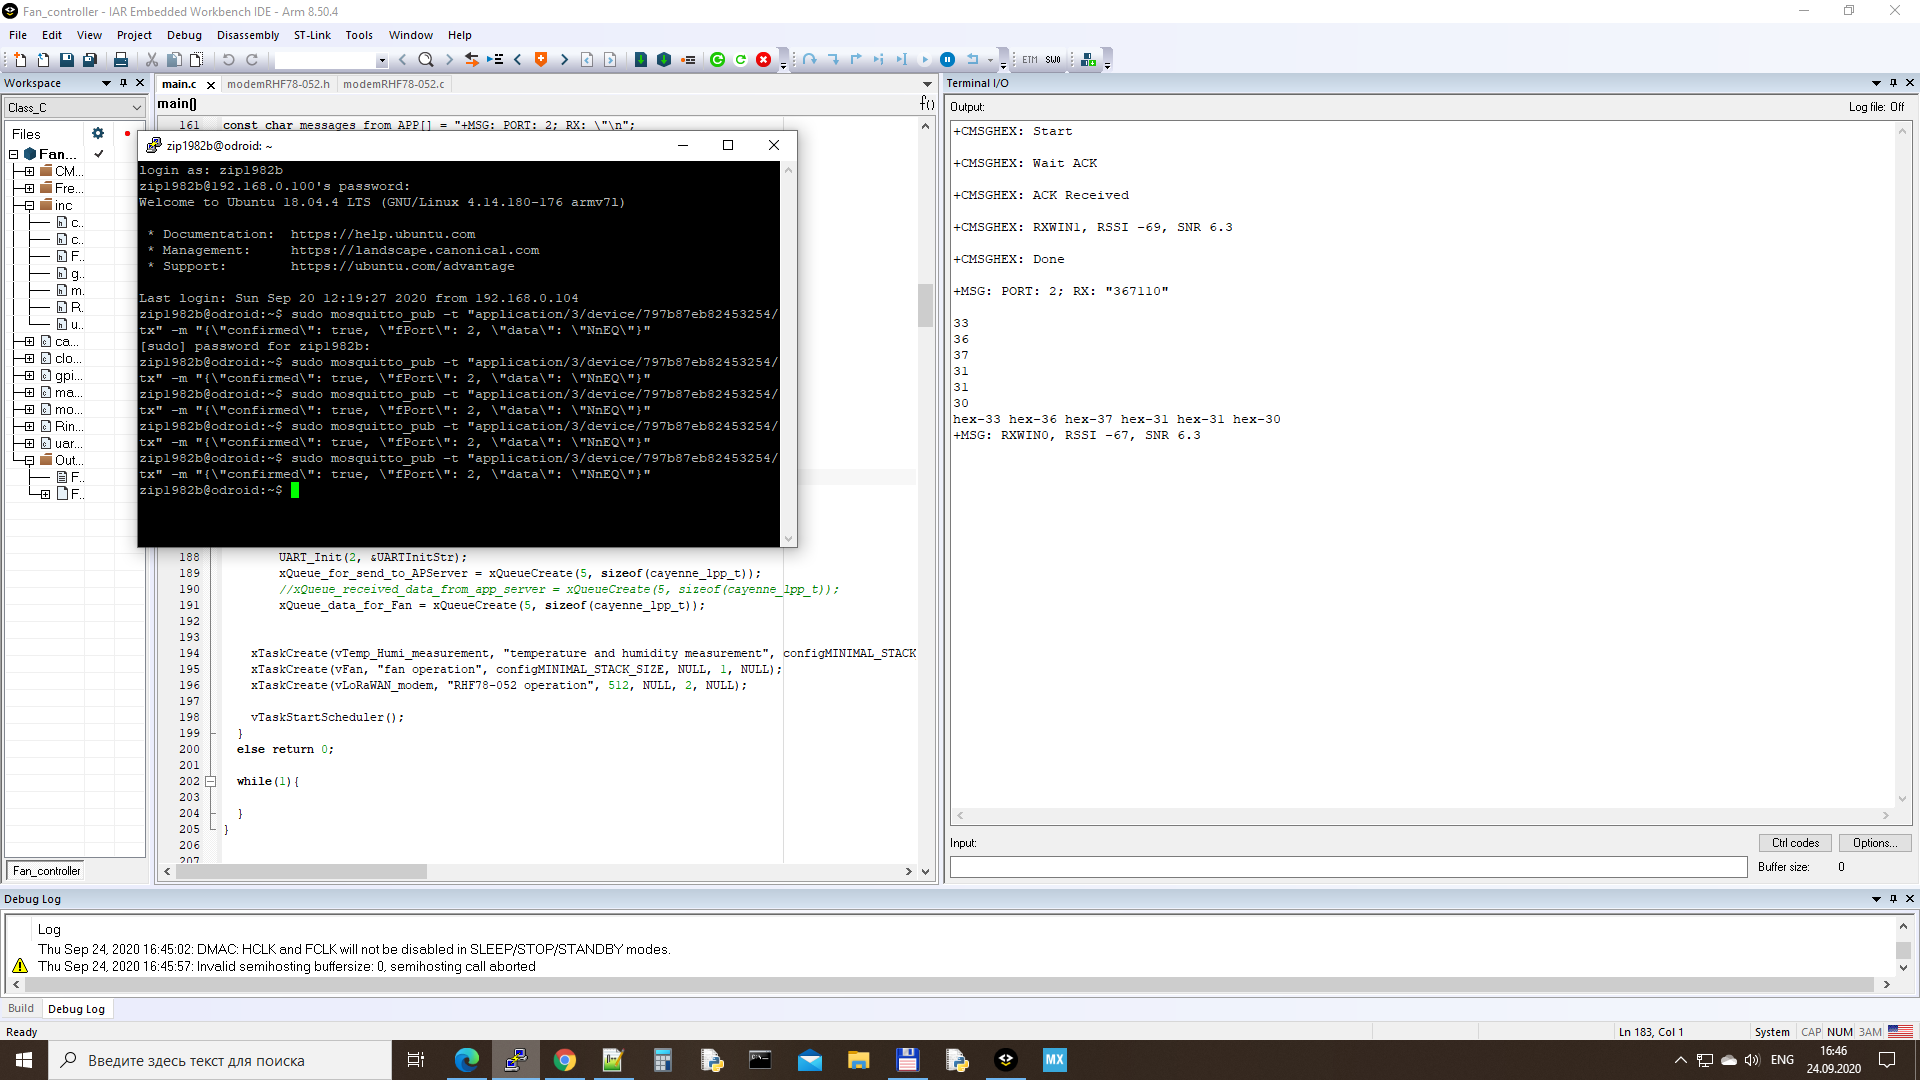 Fan_controller - IAR Embedded Workbench IDE - Arm 8.50.4
File Edit View Project Debug Disassembly ST-Link Tools Window Help
ETM SWO
Workspace
Class_C
Files
Fan...
CM...
Fre...
inc
c...
c...
F...
g...
m...
R...
u...
ca...
clo...
gpi...
ma...
mo...
Rin...
uar...
Out...
F...
F...
Fan_controller
main.c modemRHF78-052.h modemRHF78-052.c
main()
f()
161 const char messages from APP[] = "+MSG: PORT: 2; RX: \"\n";
zip1982b@odroid: ~
login as: zip1982b
zip1982b@192.168.0.100's password:
Welcome to Ubuntu 18.04.4 LTS (GNU/Linux 4.14.180-176 armv7l)
* Documentation: https://help.ubuntu.com
* Management: https://landscape.canonical.com
* Support: https://ubuntu.com/advantage
Last login: Sun Sep 20 12:19:27 2020 from 192.168.0.104
zip1982b@odroid:~$ sudo mosquitto_pub -t "application/3/device/797b87eb82453254/
tx" -m "{\"confirmed\": true, \"fPort\": 2, \"data\": \"NnEQ\"}"
[sudo] password for zip1982b:
zip1982b@odroid:~$ sudo mosquitto_pub -t "application/3/device/797b87eb82453254/
tx" -m "{\"confirmed\": true, \"fPort\": 2, \"data\": \"NnEQ\"}"
zip1982b@odroid:~$ sudo mosquitto_pub -t "application/3/device/797b87eb82453254/
tx" -m "{\"confirmed\": true, \"fPort\": 2, \"data\": \"NnEQ\"}"
zip1982b@odroid:~$ sudo mosquitto_pub -t "application/3/device/797b87eb82453254/
tx" -m "{\"confirmed\": true, \"fPort\": 2, \"data\": \"NnEQ\"}"
zip1982b@odroid:~$ sudo mosquitto_pub -t "application/3/device/797b87eb82453254/
tx" -m "{\"confirmed\": true, \"fPort\": 2, \"data\": \"NnEQ\"}"
zip1982b@odroid:~$
188 UART_Init(2, &UARTInitStr);
189 xQueue_for_send_to_APServer = xQueueCreate(5, sizeof(cayenne_lpp_t));
190 //xQueue_received_data_from_app_server = xQueueCreate(5, sizeof(cayenne_lpp_t));
191 xQueue_data_for_Fan = xQueueCreate(5, sizeof(cayenne_lpp_t));
192
193
194 xTaskCreate(vTemp_Humi_measurement, "temperature and humidity measurement", configMINIMAL_STACK
195 xTaskCreate(vFan, "fan operation", configMINIMAL_STACK_SIZE, NULL, 1, NULL);
196 xTaskCreate(vLoRaWAN_modem, "RHF78-052 operation", 512, NULL, 2, NULL);
197
198 vTaskStartScheduler();
199 }
200 else return 0;
201
202 while(1){
203
204 }
205 }
206
207
Terminal I/O
Output: Log file: Off
+CMSGHEX: Start
+CMSGHEX: Wait ACK
+CMSGHEX: ACK Received
+CMSGHEX: RXWIN1, RSSI -69, SNR 6.3
+CMSGHEX: Done
+MSG: PORT: 2; RX: "367110"
33
36
37
31
31
30
hex-33 hex-36 hex-37 hex-31 hex-31 hex-30
+MSG: RXWIN0, RSSI -67, SNR 6.3
Input: Ctrl codes Options...
Buffer size: 0
Debug Log
Log
Thu Sep 24, 2020 16:45:02: DMAC: HCLK and FCLK will not be disabled in SLEEP/STOP/STANDBY modes.
Thu Sep 24, 2020 16:45:57: Invalid semihosting buffersize: 0, semihosting call aborted
Build Debug Log
Ready Ln 183, Col 1 System CAP NUM ЗАМ
Введите здесь текст для поиска
MX
ENG
16:46
24.09.2020